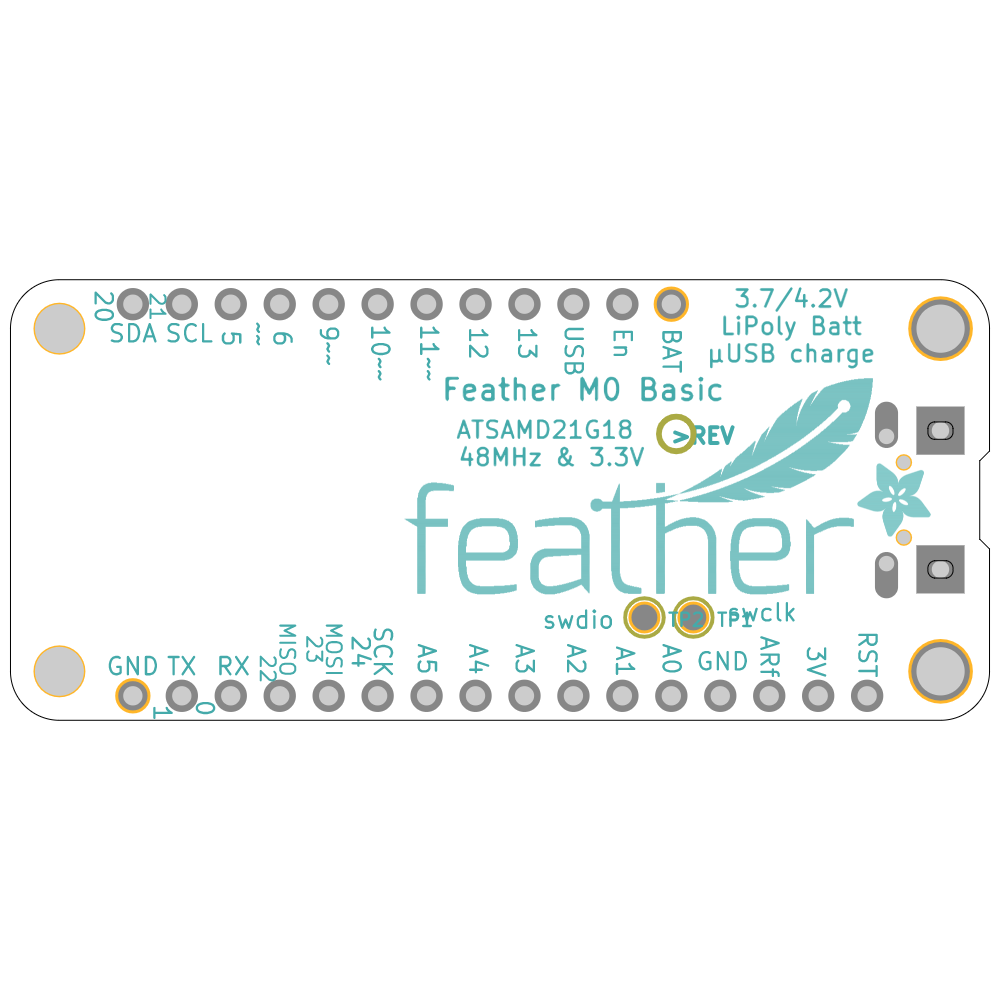 20
21
SDA SCL 5 ~~ 6 9~~ 10~~ 11~~ 12 13 USB En BAT
3.7/4.2V
LiPoly Batt
µUSB charge
Feather M0 Basic
ATSAMD21G18
>REV
48MHz & 3.3V
feather
swdio
TP2
TP1
swclk
GND TX RX MISO MOSI SCK A5 A4 A3 A2 A1 A0 GND ARf 3V RST
22
23
24
1
0